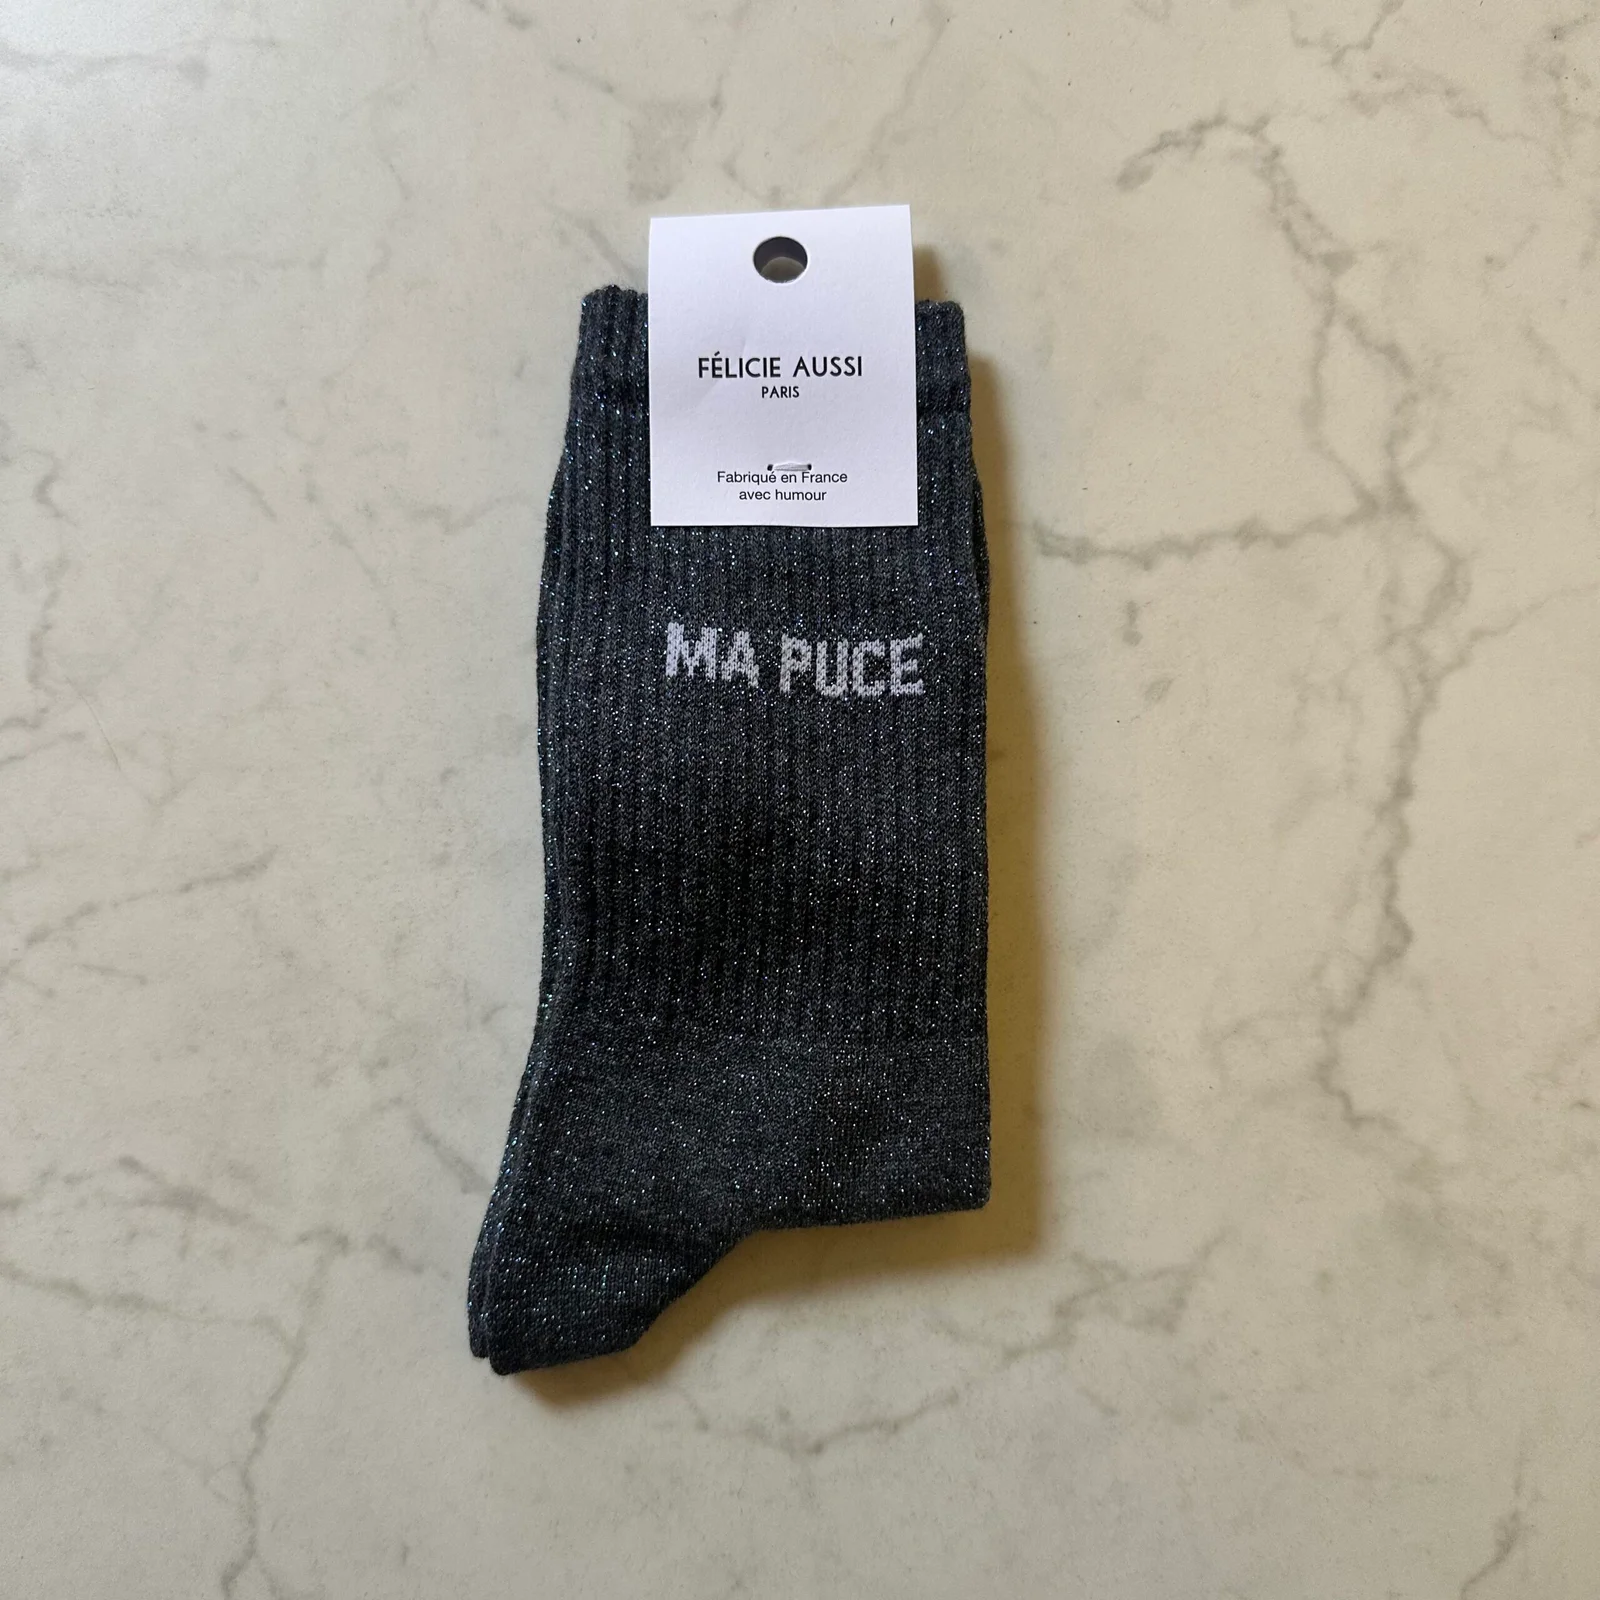 FÉLICIE AUSSI
PARIS
Fabriqué en France
avec humour
MA PUCE